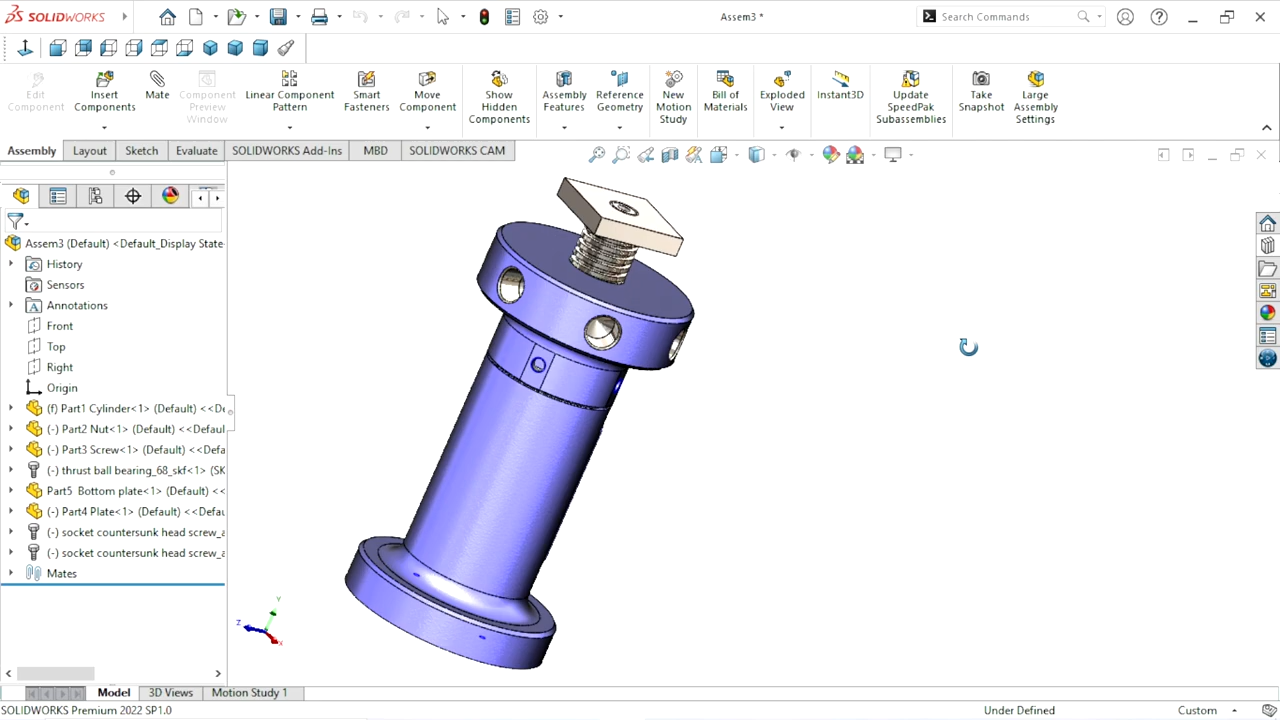 SOLIDWORKS
Assem3 *
Search Commands
Edit Component
Insert Components
Mate
Component Preview Window
Linear Component Pattern
Smart Fasteners
Move Component
Show Hidden Components
Assembly Features
Reference Geometry
New Motion Study
Bill of Materials
Exploded View
Instant3D
Update SpeedPak Subassemblies
Take Snapshot
Large Assembly Settings
Assembly Layout Sketch Evaluate SOLIDWORKS Add-Ins MBD SOLIDWORKS CAM
Assem3 (Default) <Default_Display State-
History
Sensors
Annotations
Front
Top
Right
Origin
(f) Part1 Cylinder<1> (Default) <<De
(-) Part2 Nut<1> (Default) <<Defaul
(-) Part3 Screw<1> (Default) <<Defa
(-) thrust ball bearing_68_skf<1> (SK
Part5 Bottom plate<1> (Default) <<
(-) Part4 Plate<1> (Default) <<Defau
(-) socket countersunk head screw_a
(-) socket countersunk head screw_a
Mates
Y
Z
X
Model 3D Views Motion Study 1
SOLIDWORKS Premium 2022 SP1.0
Under Defined
Custom